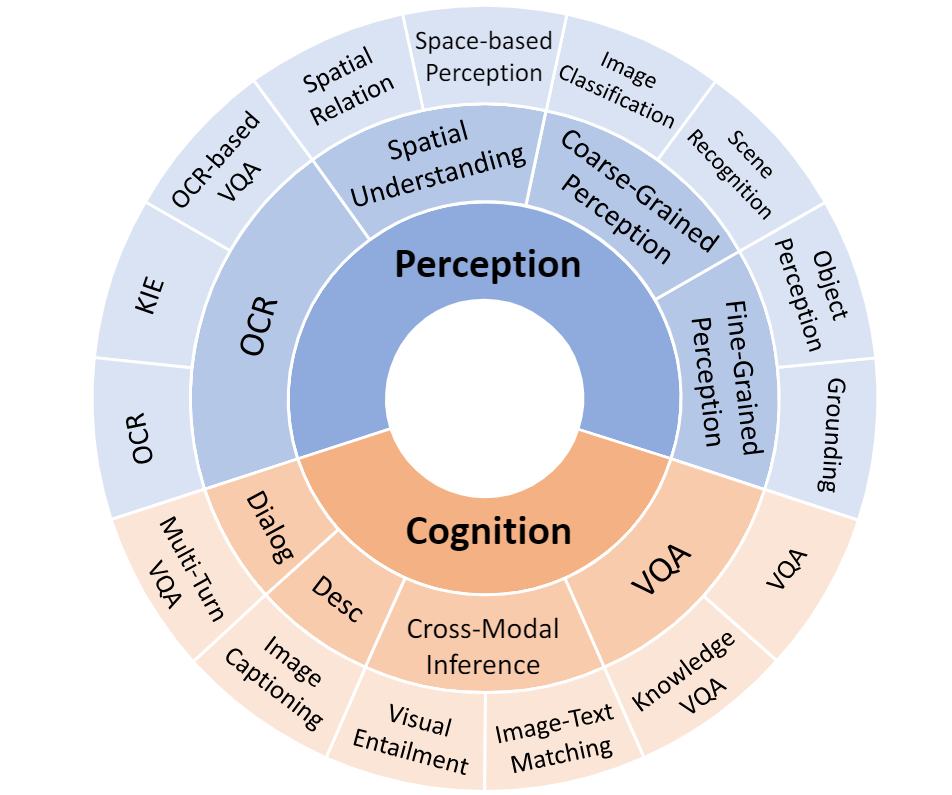 Perception
Cognition
Spatial
Understanding
Coarse-Grained
Perception
Fine-Grained
Perception
VQA
Cross-Modal
Inference
Desc
Dialog
OCR
Space-based
Perception
Image
Classification
Scene
Recognition
Object
Perception
Grounding
VQA
Knowledge
VQA
Image-Text
Matching
Visual
Entailment
Image
Captioning
Multi-Turn
VQA
OCR
KIE
OCR-based
VQA
Spatial
Relation